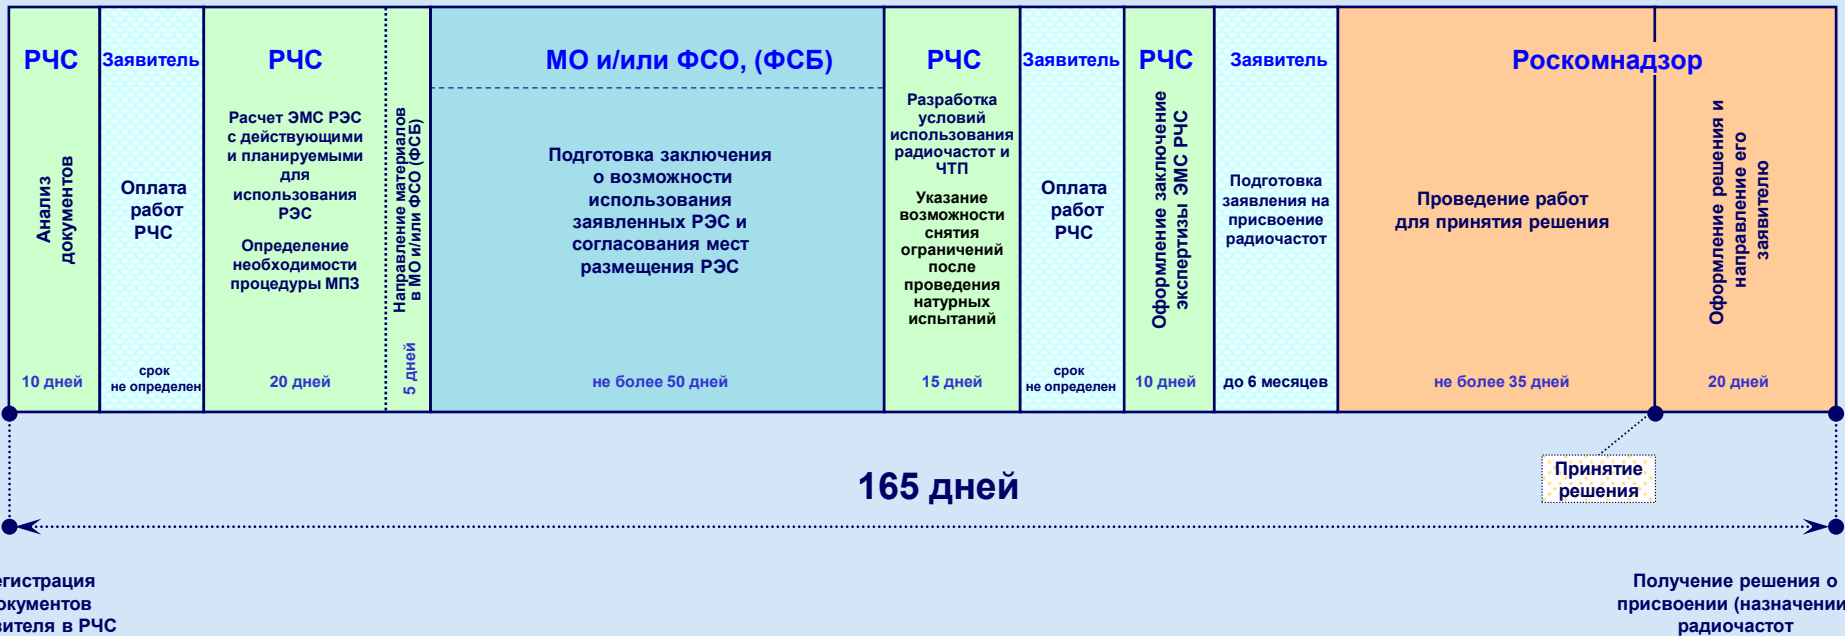 РЧС
Анализ
документов
10 дней
Заявитель
Оплата
работ
РЧС
срок
не определен
РЧС
Расчет ЭМС РЭС
с действующими
и планируемыми
для
использования
РЭС
Определение
необходимости
процедуры МПЗ
20 дней
Направление материалов
в МО и/или ФСО (ФСБ)
5 дней
МО и/или ФСО, (ФСБ)
Подготовка заключения
о возможности
использования
заявленных РЭС и
согласования мест
размещения РЭС
не более 50 дней
РЧС
Разработка
условий
использования
радиочастот и
ЧТП
Указание
возможности
снятия
ограничений
после
проведения
натурных
испытаний
15 дней
Заявитель
Оплата
работ
РЧС
срок
не определен
РЧС
Оформление заключение
экспертизы ЭМС РЧС
10 дней
Заявитель
Подготовка
заявления на
присвоение
радиочастот
до 6 месяцев
Роскомнадзор
Проведение работ
для принятия решения
не более 35 дней
Оформление решения и
направление его
заявителю
20 дней
Принятие
решения
165 дней
егистрация
окументов
вителя в РЧС
Получение решения о
присвоении (назначении
радиочастот